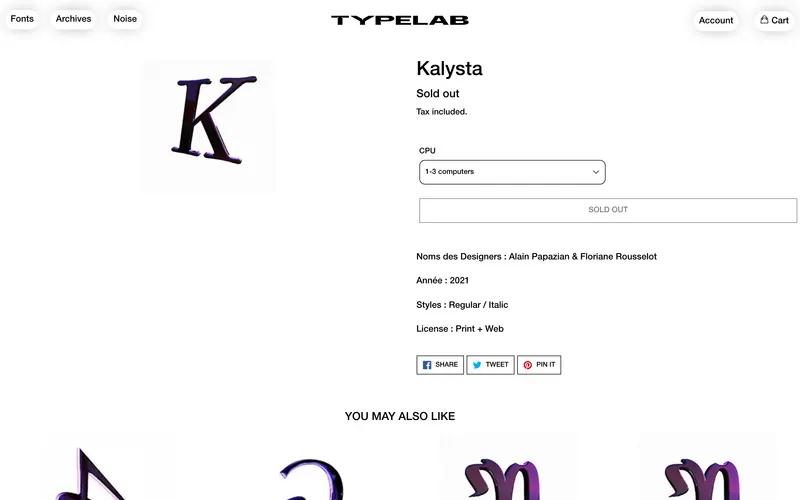 Fonts
Archives
Noise
TYPELAB
Account
Cart
K
Kalysta
Sold out
Tax included.
CPU
1-3 computers
SOLD OUT
Noms des Designers : Alain Papazian & Floriane Rousselot
Année : 2021
Styles : Regular / Italic
License : Print + Web
SHARE
TWEET
PIN IT
YOU MAY ALSO LIKE